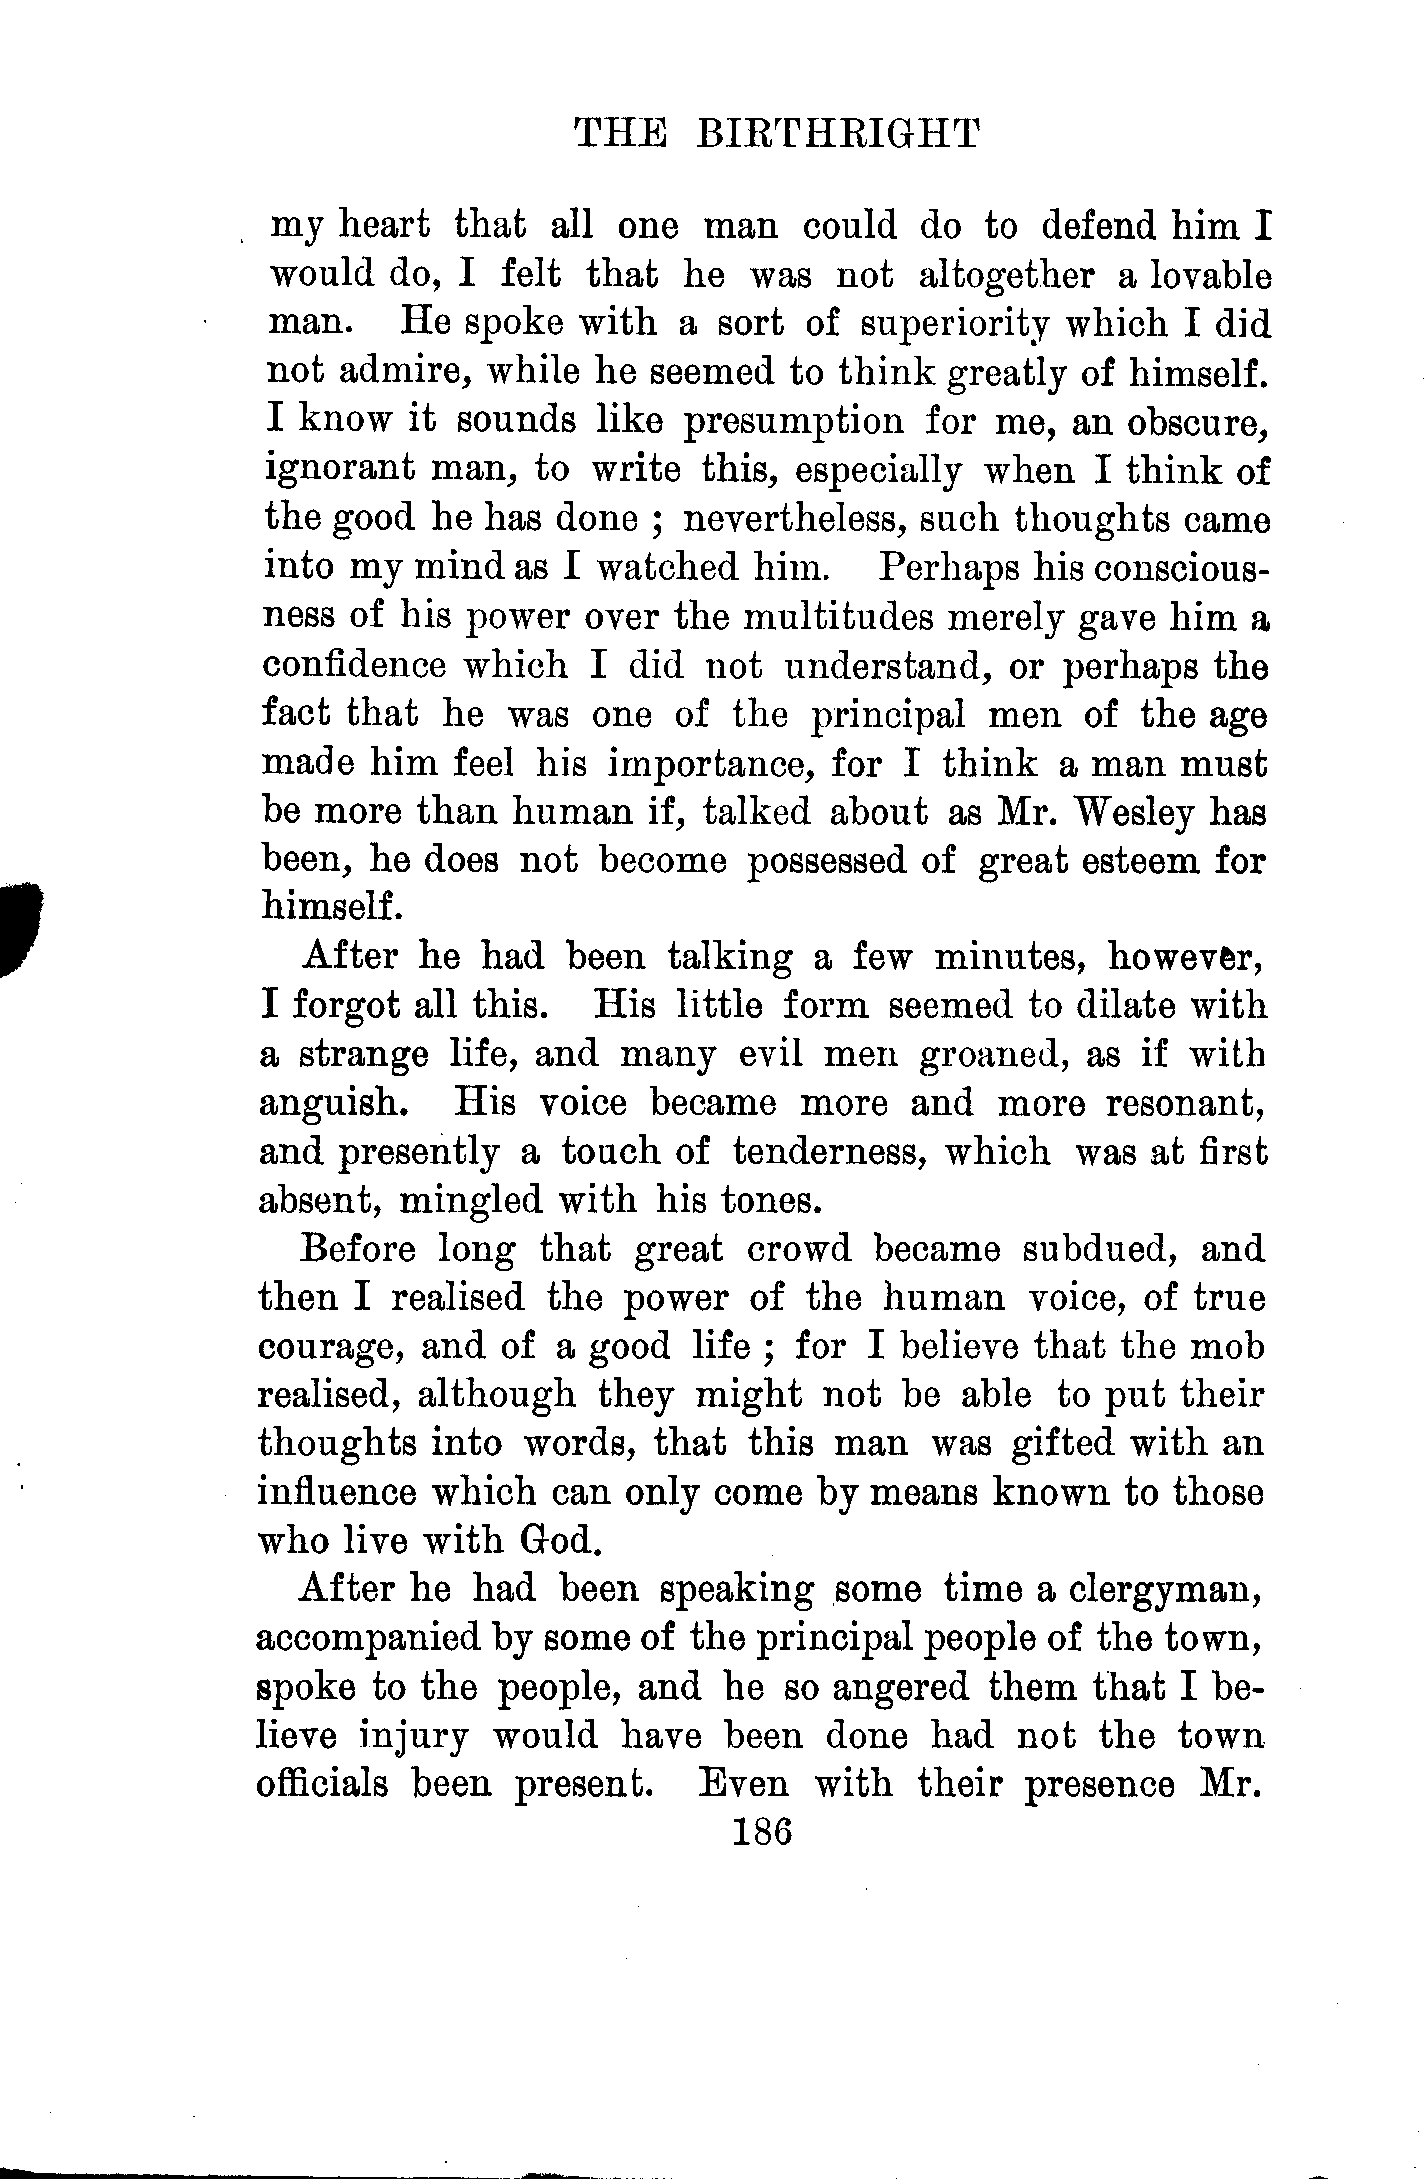 THE BIRTHRIGHT
my heart that all one man could do to defend him I
would do, I felt that he was not altogether a lovable
man. He spoke with a sort of superiority which I did
not admire, while he seemed to think greatly of himself.
I know it sounds like presumption for me, an obscure,
ignorant man, to write this, especially when I think of
the good he has done ; nevertheless, such thoughts came
into my mind as I watched him. Perhaps his conscious-
ness of his power over the multitudes merely gave him a
confidence which I did not understand, or perhaps the
fact that he was one of the principal men of the age
made him feel his importance, for I think a man must
be more than human if, talked about as Mr. Wesley has
been, he does not become possessed of great esteem for
himself.
After he had been talking a few minutes, however,
I forgot all this. His little form seemed to dilate with
a strange life, and many evil men groaned, as if with
anguish. His voice became more and more resonant,
and presently a touch of tenderness, which was at first
absent, mingled with his tones.
Before long that great crowd became subdued, and
then I realised the power of the human voice, of true
courage, and of a good life ; for I believe that the mob
realised, although they might not be able to put their
thoughts into words, that this man was gifted with an
influence which can only come by means known to those
who live with God.
After he had been speaking some time a clergyman,
accompanied by some of the principal people of the town,
spoke to the people, and he so angered them that I be-
lieve injury would have been done had not the town
officials been present. Even with their presence Mr.
186